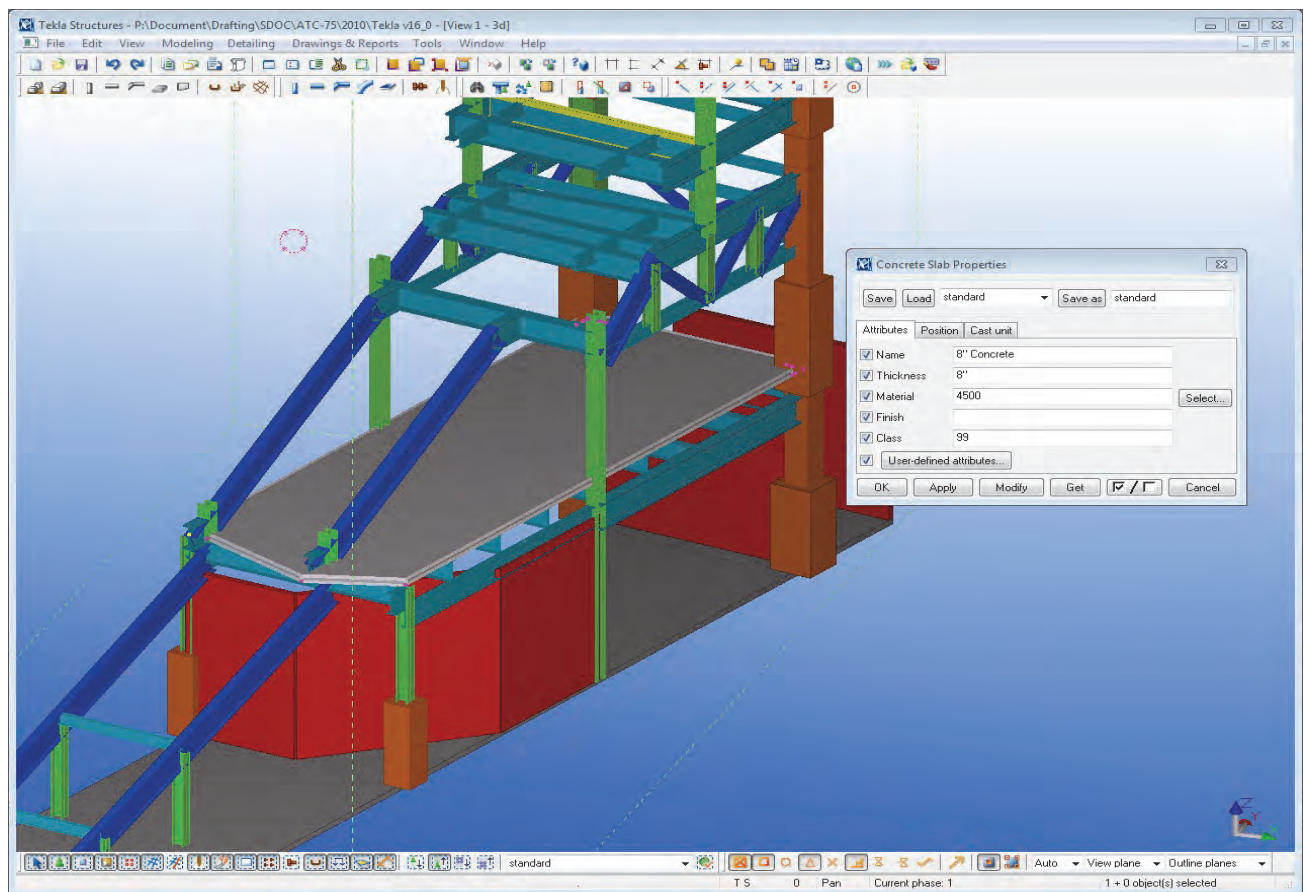 Tekla Structures - P:\Document\Drafting\SDOC\ATC-75\2010\Tekla v16_0 - [View 1 - 3d]
File Edit View Modeling Detailing Drawings & Reports Tools Window Help
Concrete Slab Properties
Save Load standard Save as standard
Attributes Position Cast unit
Name 8" Concrete
Thickness 8"
Material 4500 Select...
Finish
Class 99
User-defined attributes...
OK Apply Modify Get Cancel
Z
Y
standard Auto View plane Outline planes
T S 0 Pan Current phase: 1 1 + 0 object(s) selected